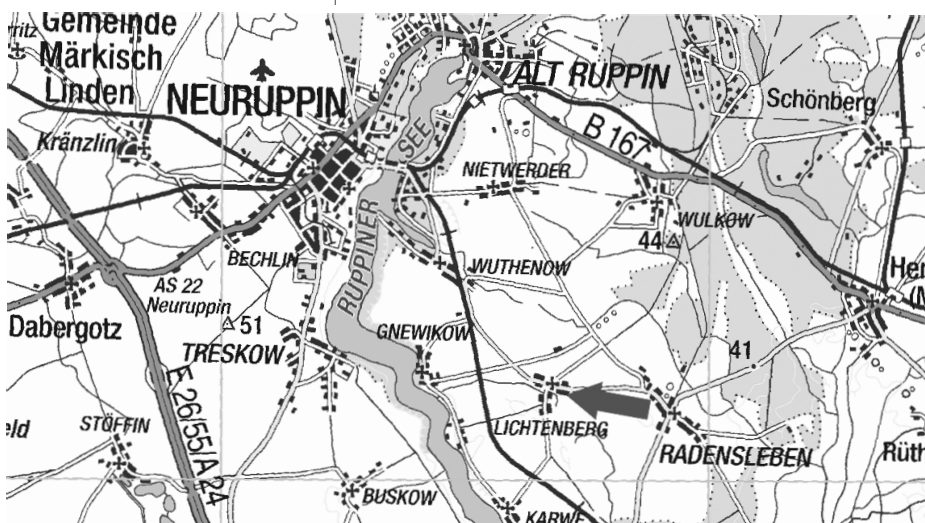 Gemeinde
Märkisch
Linden
NEURUPPIN
ALT RUPPIN
Schönberg
Kränzlin
SEE
B 167
NIETWERDER
WULKOW
44
RUPPINER
BECHLIN
WUTHENOW
AS 22
Neuruppin
51
Dabergotz
GNEWIKOW
TRESKOW
41
E 26/55/A 24
STÖFFIN
LICHTENBERG
RADENSLEBEN
BUSKOW
KARWE